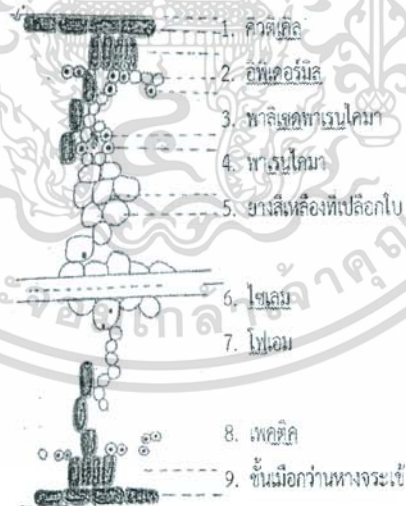 1. คิวติเคิล
2. อิพิเดอร์มิส
3. พาลิเซดพาเรนไคมา
4. พาเรนไคมา
5. ยางสีเหลืองที่เปลือกใบ
6. ไซเลม
7. โฟเอม
8. เพคติค
9. ชั้นเมือกว่านหางจระเข้